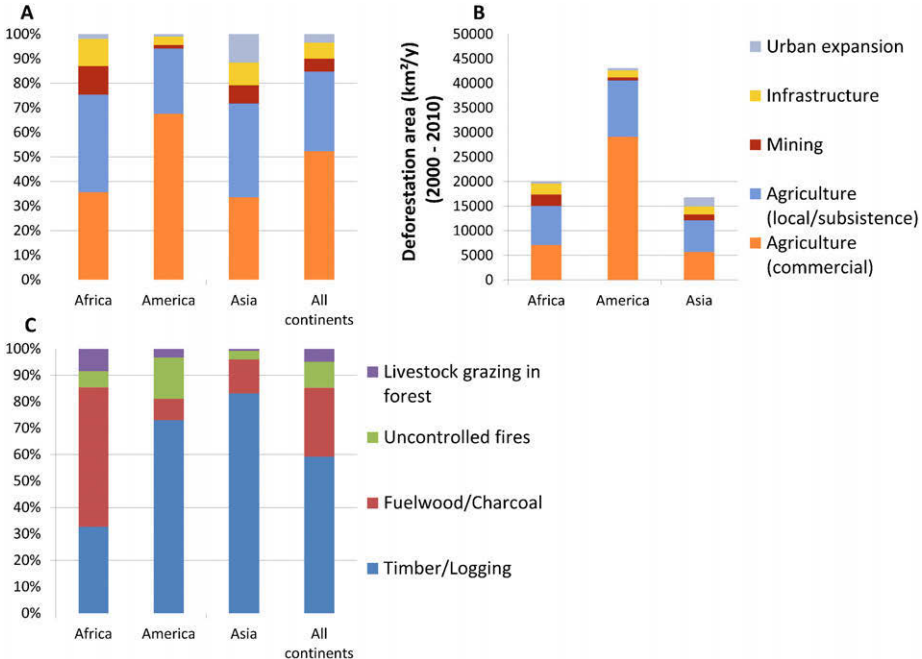 A
100%
90%
80%
70%
60%
50%
40%
30%
20%
10%
0%
Africa
America
Asia
All
continents
B
Deforestation area (km²/y)
(2000 - 2010)
50000
45000
40000
35000
30000
25000
20000
15000
10000
5000
0
Africa
America
Asia
Urban expansion
Infrastructure
Mining
Agriculture
(local/subsistence)
Agriculture
(commercial)
C
100%
90%
80%
70%
60%
50%
40%
30%
20%
10%
0%
Africa
America
Asia
All
continents
Livestock grazing in
forest
Uncontrolled fires
Fuelwood/Charcoal
Timber/Logging